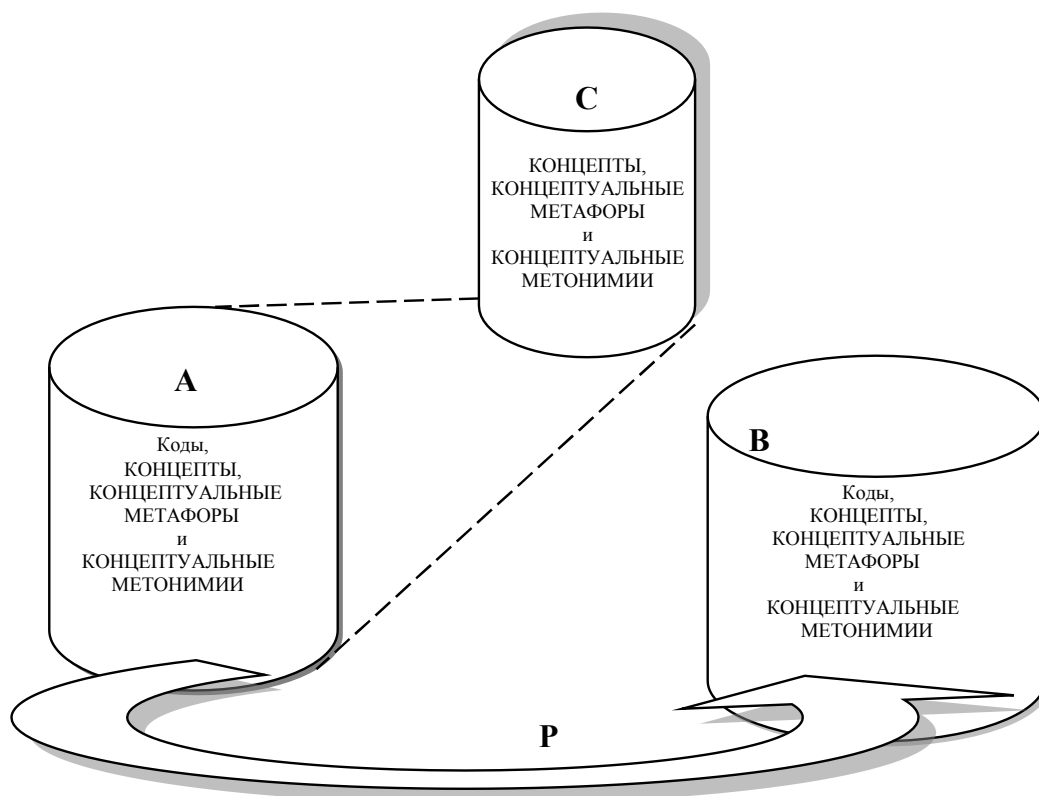 C
КОНЦЕПТЫ,
КОНЦЕПТУАЛЬНЫЕ
МЕТАФОРЫ
и
КОНЦЕПТУАЛЬНЫЕ
МЕТОНИМИИ
A
Коды,
КОНЦЕПТЫ,
КОНЦЕПТУАЛЬНЫЕ
МЕТАФОРЫ
и
КОНЦЕПТУАЛЬНЫЕ
МЕТОНИМИИ
B
Коды,
КОНЦЕПТЫ,
КОНЦЕПТУАЛЬНЫЕ
МЕТАФОРЫ
и
КОНЦЕПТУАЛЬНЫЕ
МЕТОНИМИИ
P